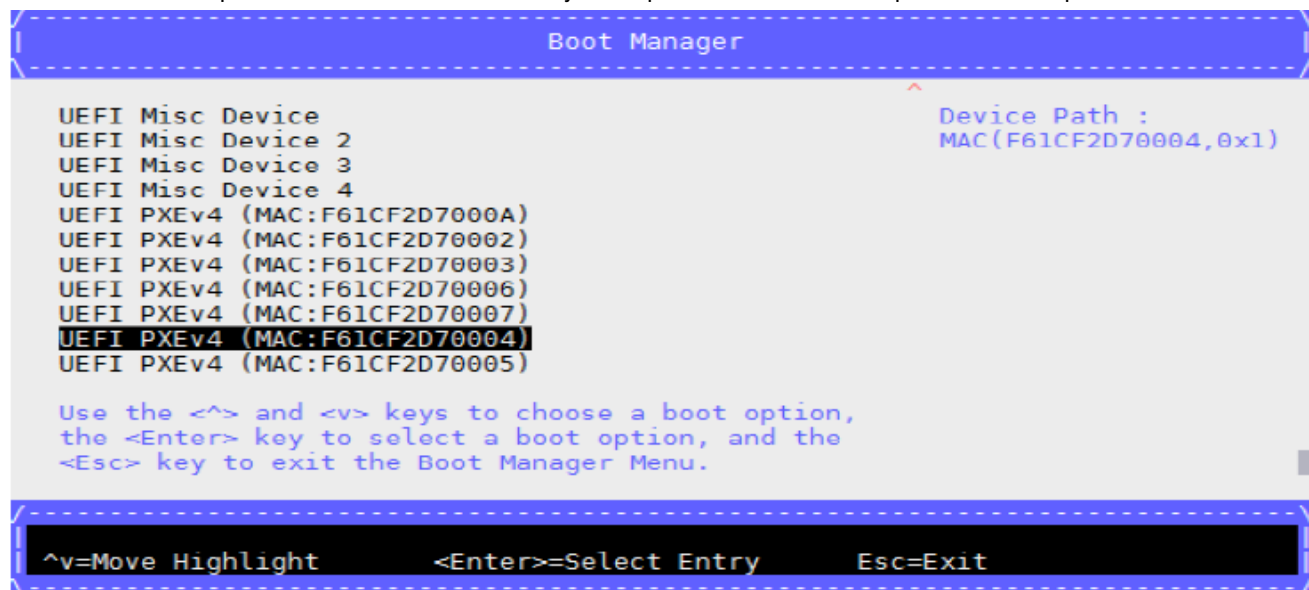 Boot Manager
UEFI Misc Device
UEFI Misc Device 2
UEFI Misc Device 3
UEFI Misc Device 4
UEFI PXEv4 (MAC:F61CF2D7000A)
UEFI PXEv4 (MAC:F61CF2D70002)
UEFI PXEv4 (MAC:F61CF2D70003)
UEFI PXEv4 (MAC:F61CF2D70006)
UEFI PXEv4 (MAC:F61CF2D70007)
UEFI PXEv4 (MAC:F61CF2D70004)
UEFI PXEv4 (MAC:F61CF2D70005)
^
Device Path :
MAC(F61CF2D70004,0x1)
Use the <^> and <v> keys to choose a boot option,
the <Enter> key to select a boot option, and the
<Esc> key to exit the Boot Manager Menu.
^v=Move Highlight <Enter>=Select Entry Esc=Exit